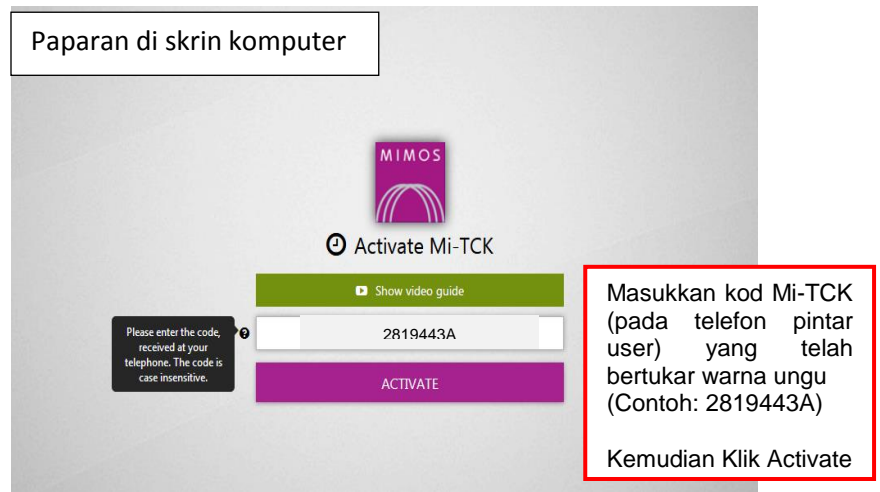 Paparan di skrin komputer
MIMOS
Activate Mi-TCK
Show video guide
Please enter the code,
received at your
telephone. The code is
case insensitive.
?
2819443A
ACTIVATE
Masukkan kod Mi-TCK
(pada telefon pintar
user) yang telah
bertukar warna ungu
(Contoh: 2819443A)
Kemudian Klik Activate